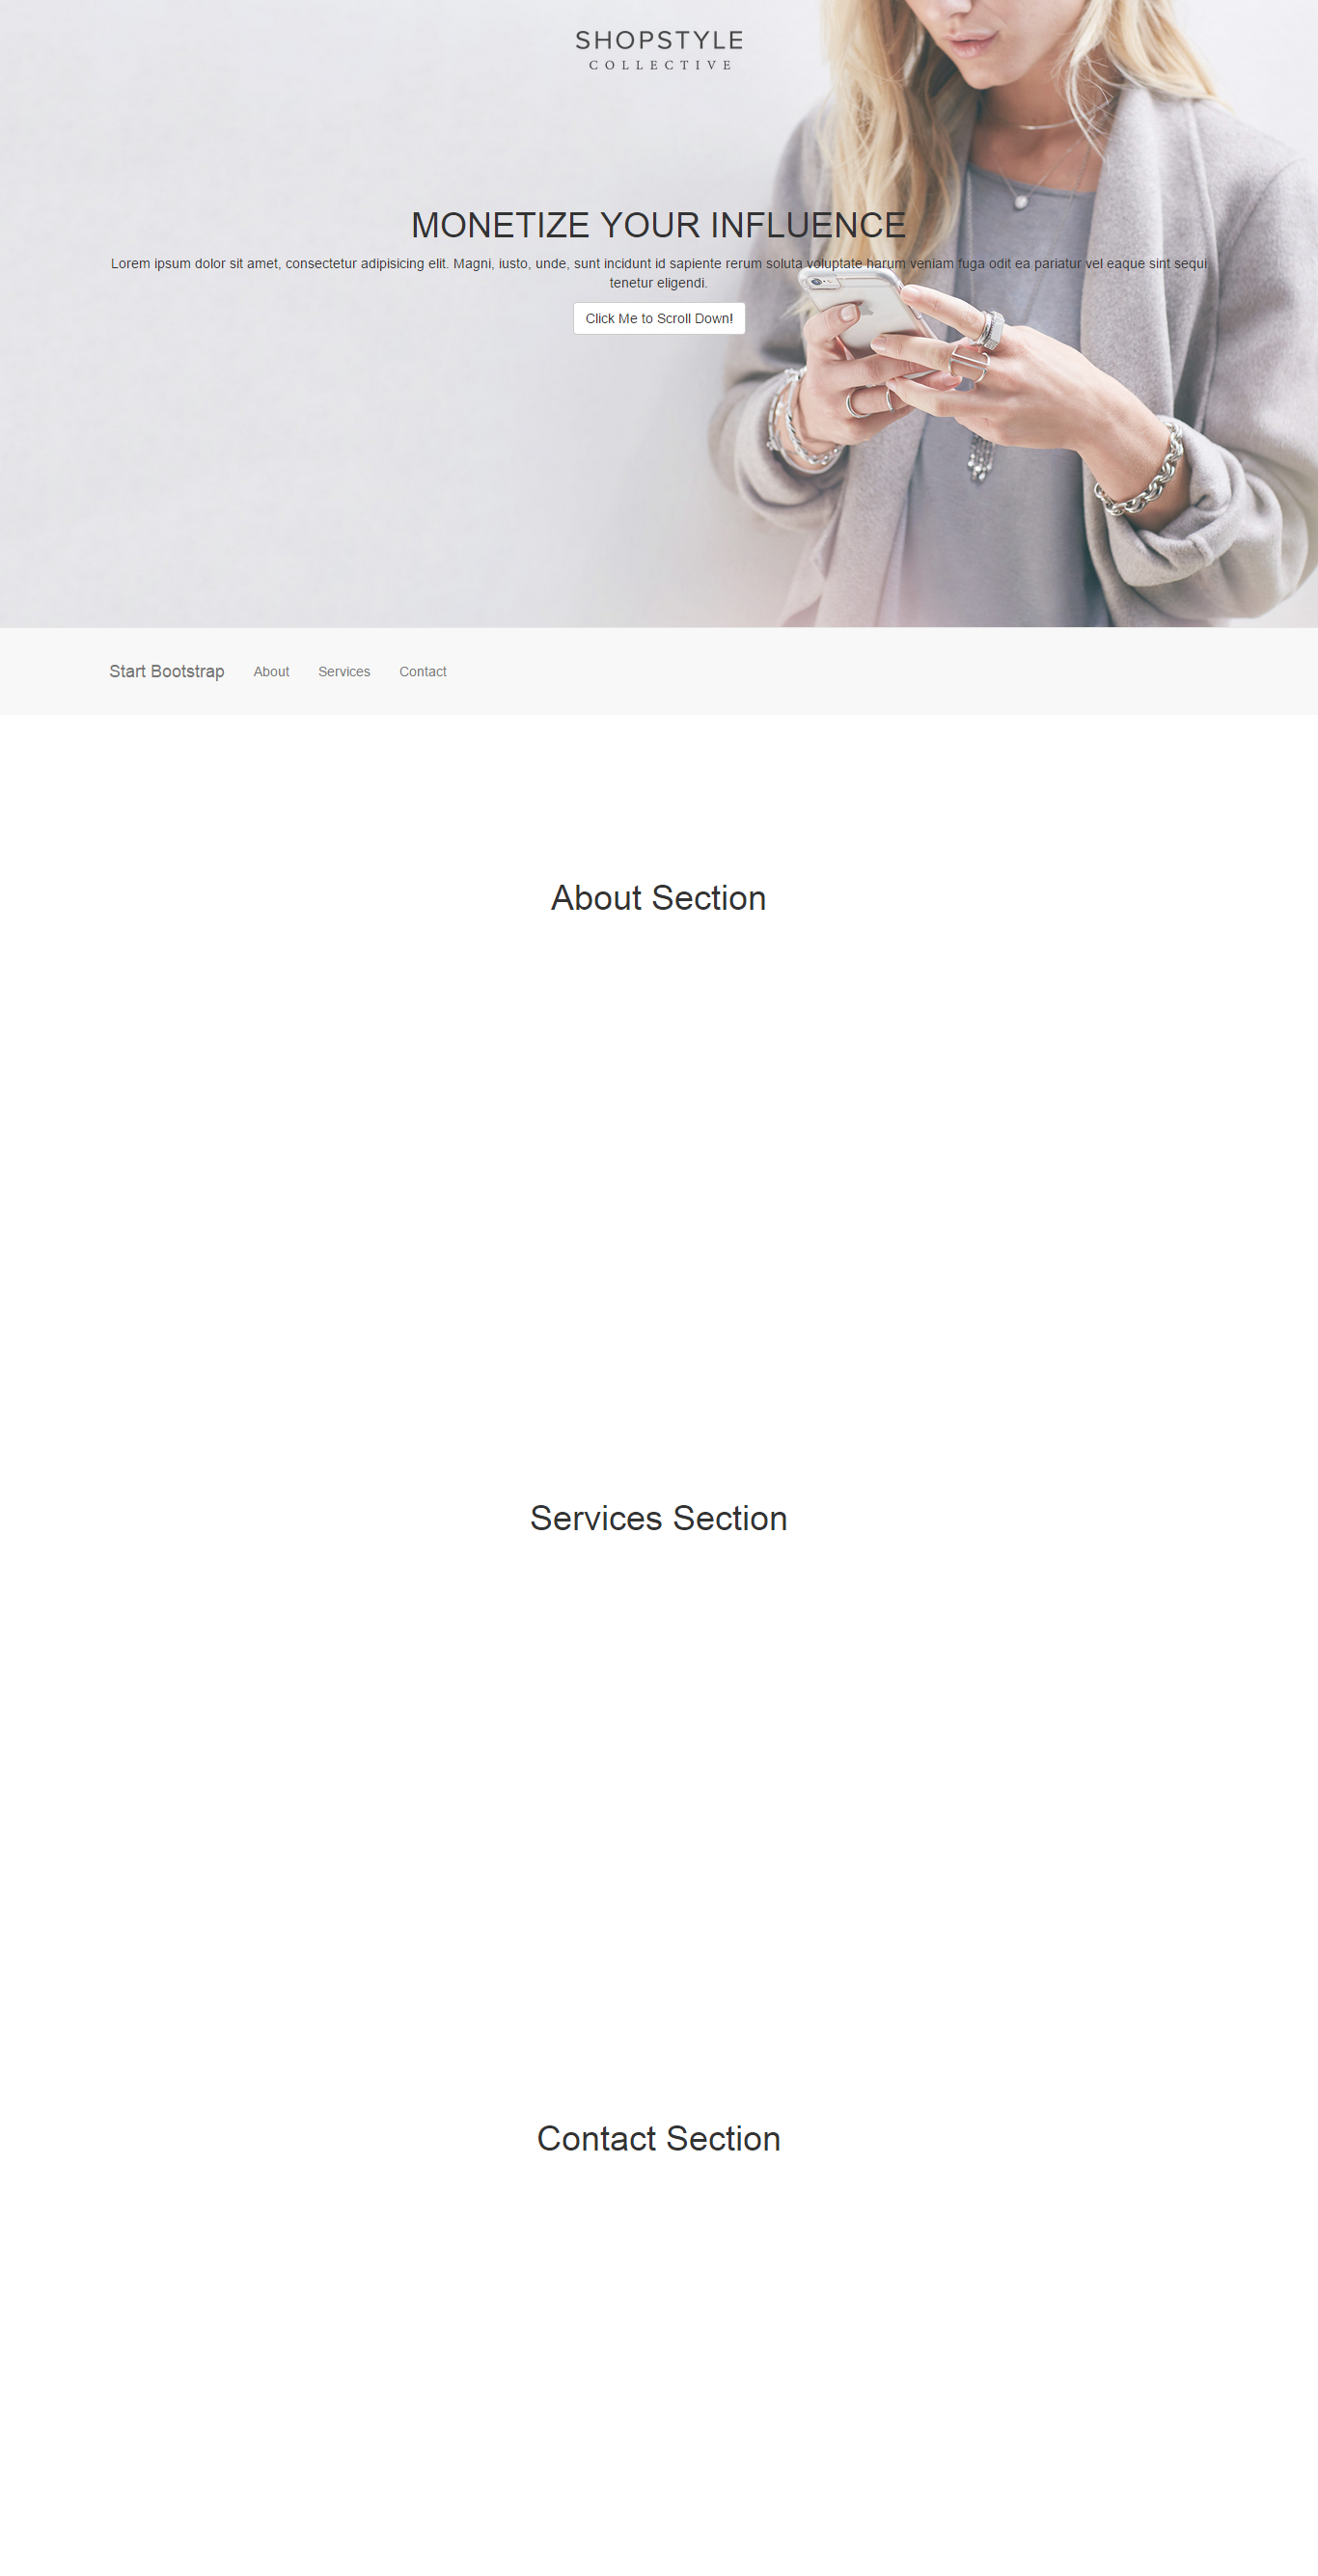 SHOPSTYLE
COLLECTIVE
MONETIZE YOUR INFLUENCE
Lorem ipsum dolor sit amet, consectetur adipisicing elit. Magni, iusto, unde, sunt incidunt id sapiente rerum soluta voluptate harum veniam fuga odit ea pariatur vel eaque sint sequi
tenetur eligendi.
Click Me to Scroll Down!
Start Bootstrap About Services Contact
About Section
Services Section
Contact Section